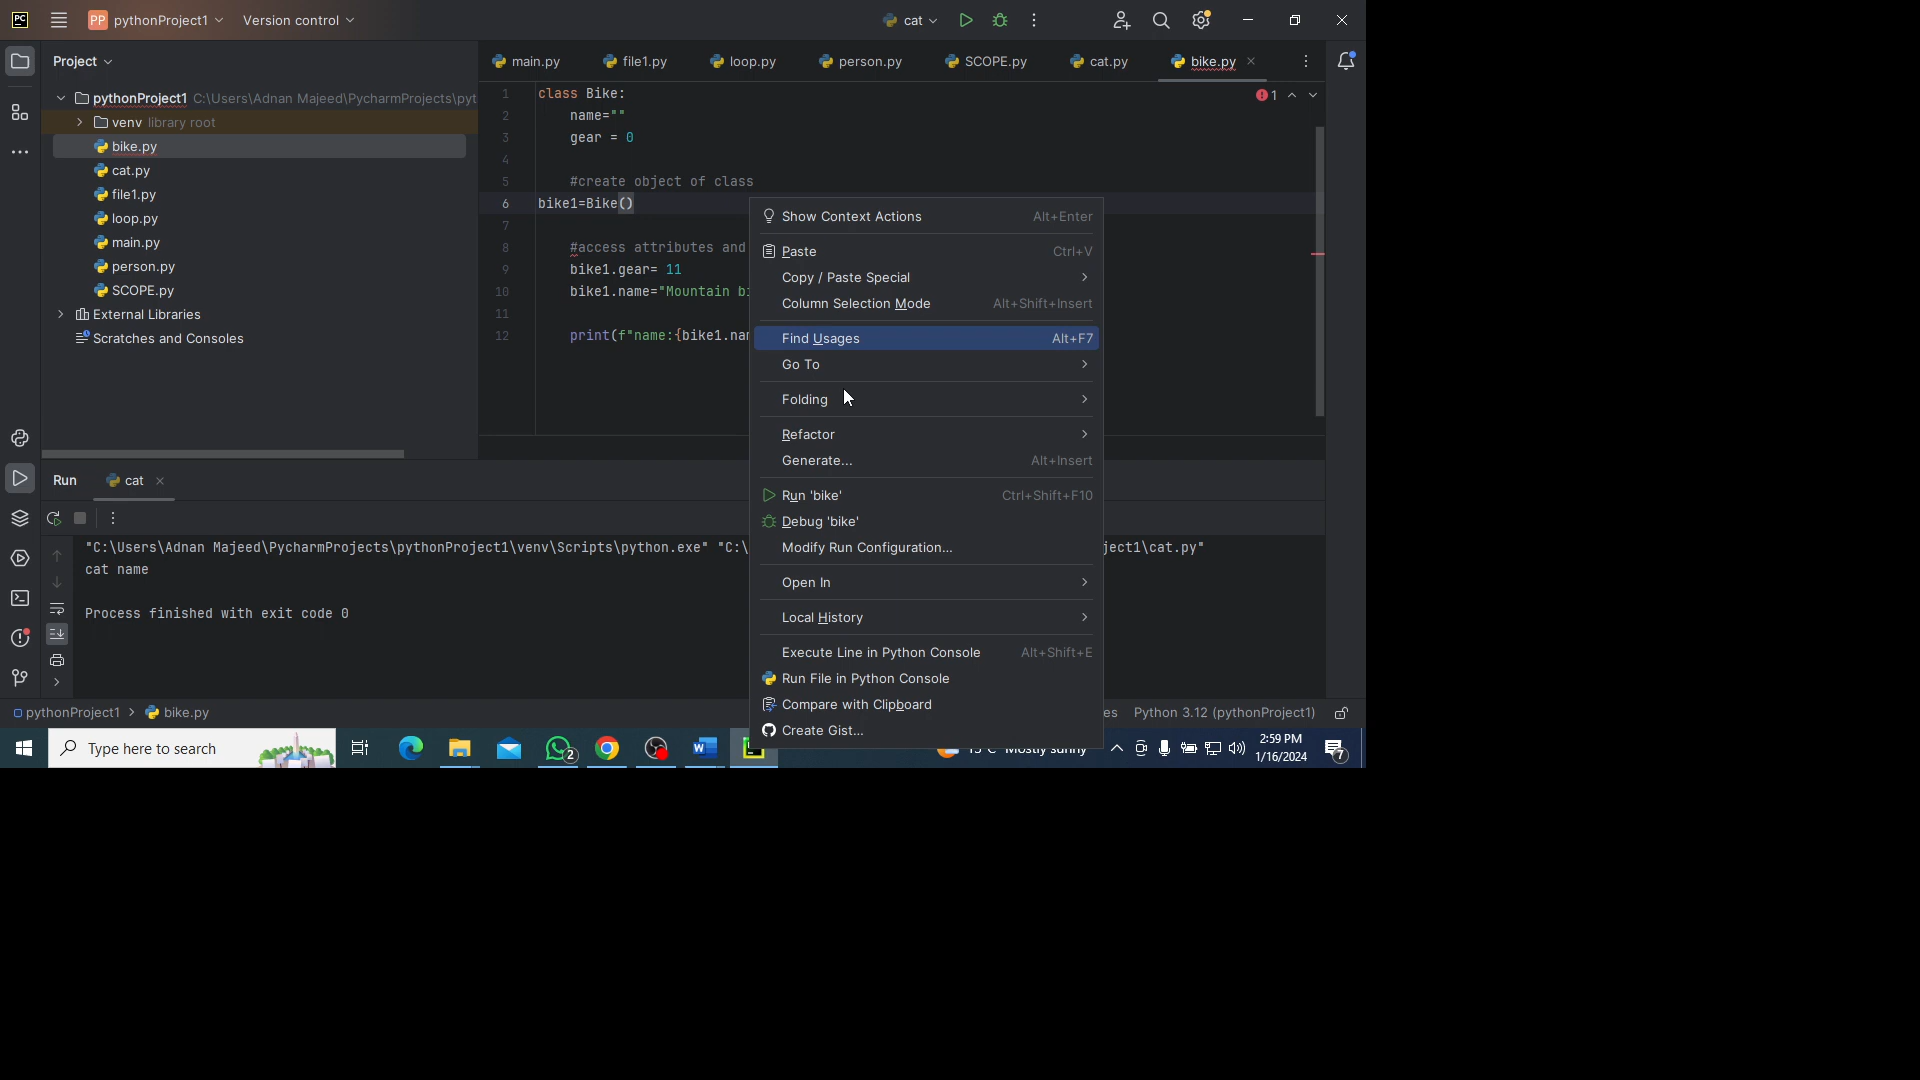 PC PP pythonProject1 Version control cat
Project
main.py file1.py loop.py person.py SCOPE.py cat.py bike.py
pythonProject1 C:\Users\Adnan Majeed\PycharmProjects\pyt
venv library root
bike.py
cat.py
file1.py
loop.py
main.py
person.py
SCOPE.py
External Libraries
Scratches and Consoles
1 class Bike: 1
2 name=""
3 gear = 0
4
5 #create object of class
6 bike1=Bike()
7
8 #access attributes and
9 bike1.gear= 11
10 bike1.name="Mountain bi
11
12 print(f"name:{bike1.nam
Show Context Actions Alt+Enter
Paste Ctrl+V
Copy / Paste Special
Column Selection Mode Alt+Shift+Insert
Find Usages Alt+F7
Go To
Folding
Refactor
Generate... Alt+Insert
Run 'bike' Ctrl+Shift+F10
Debug 'bike'
Modify Run Configuration...
Open In
Local History
Execute Line in Python Console Alt+Shift+E
Run File in Python Console
Compare with Clipboard
Create Gist...
Run cat
"C:\Users\Adnan Majeed\PycharmProjects\pythonProject1\venv\Scripts\python.exe" "C:\ ject1\cat.py"
cat name
Process finished with exit code 0
pythonProject1 > bike.py es Python 3.12 (pythonProject1)
Type here to search 2 Mostly sunny 2:59 PM
1/16/2024 7